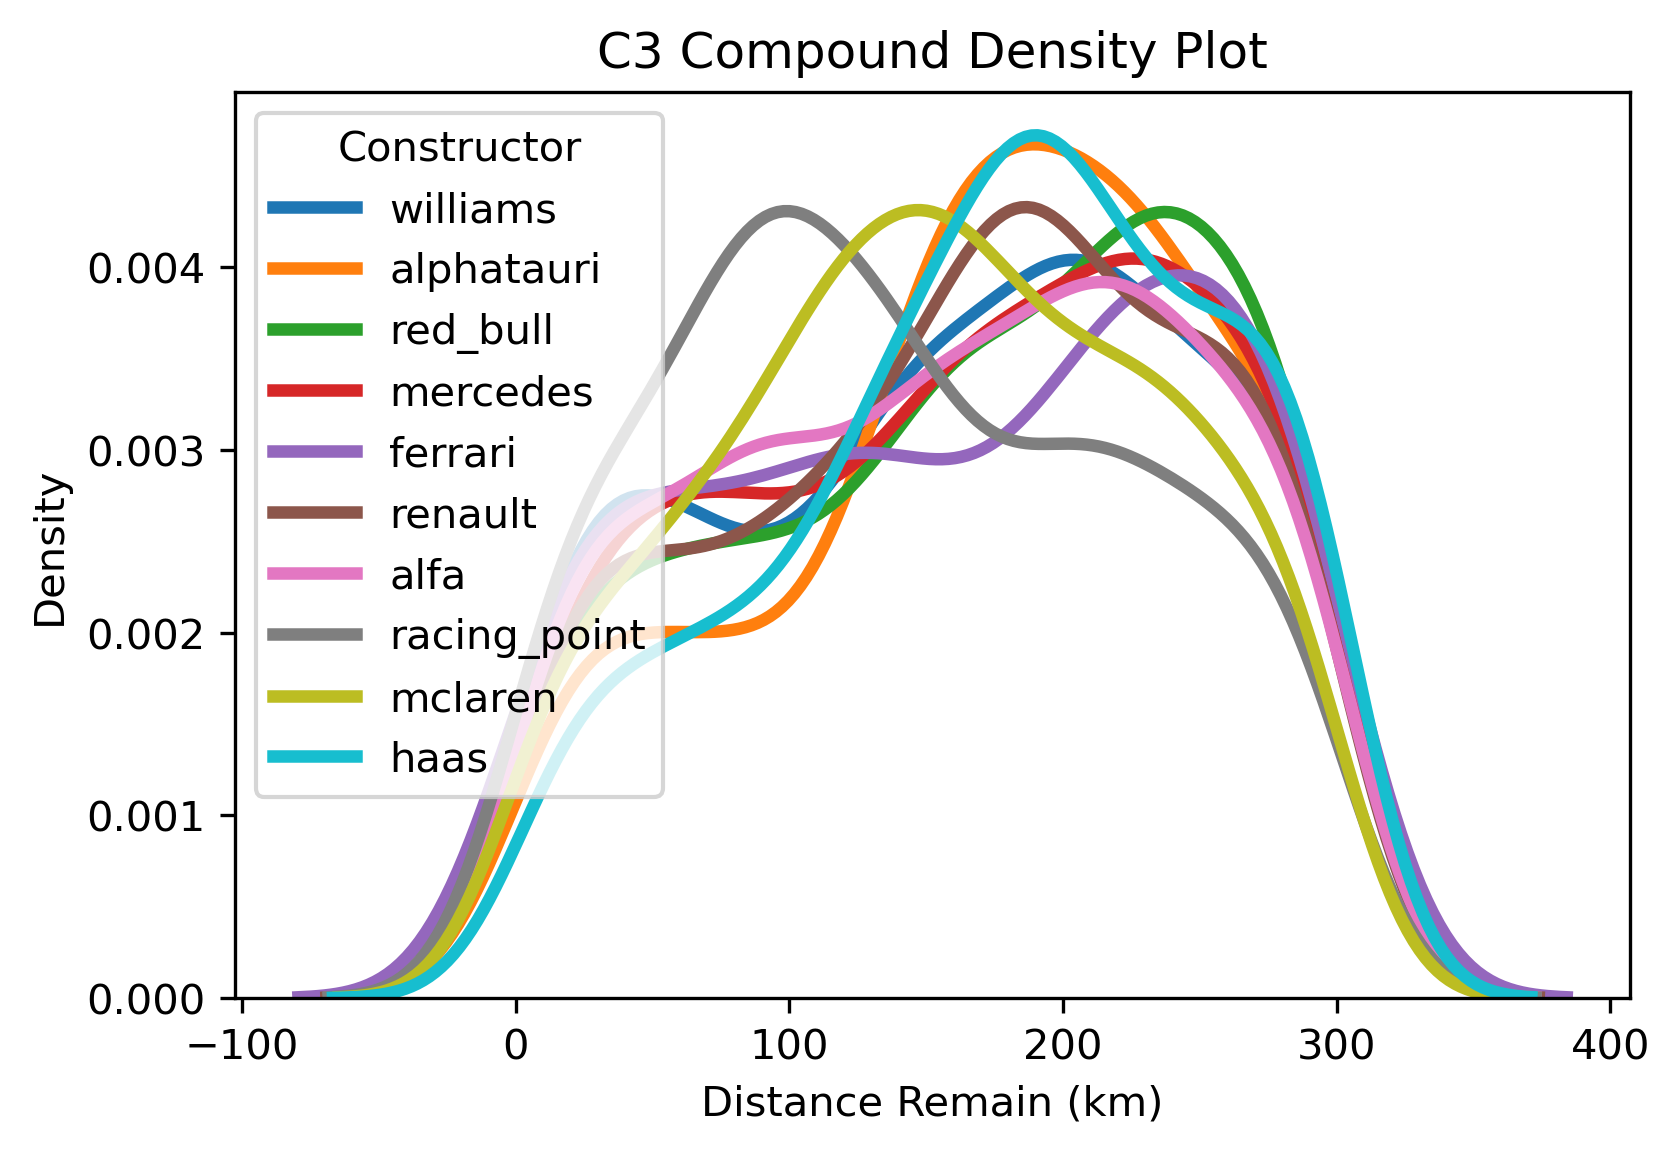 C3 Compound Density Plot
Constructor
williams
alphatauri
red_bull
mercedes
ferrari
renault
alfa
racing_point
mclaren
haas
Density
0.004
0.003
0.002
0.001
0.000
−100 0 100 200 300 400
Distance Remain (km)